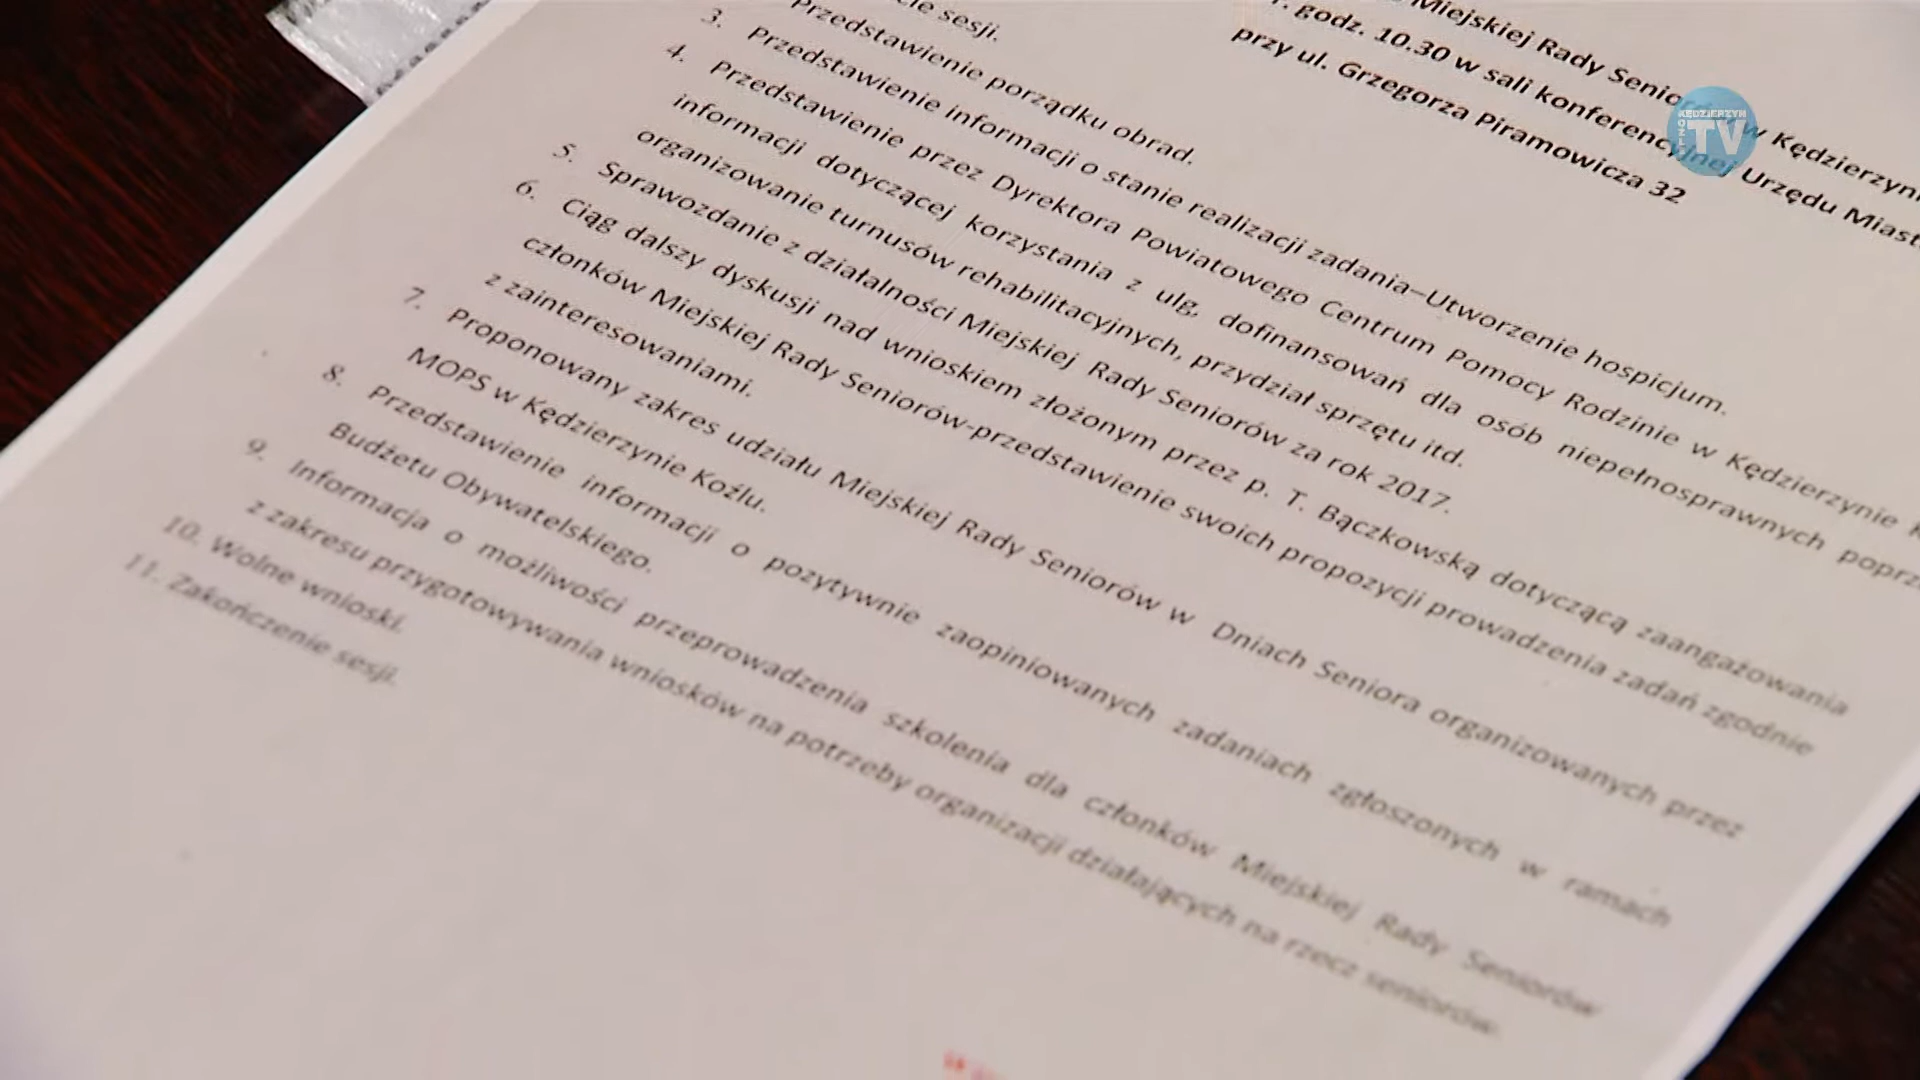 Miejskiej Rady Seniorów w Kędzierzyn
godz. 10.30 w sali konferencyjnej Urzędu Miast
przy ul. Grzegorza Piramowicza 32
sesji.
Przedstawienie porządku obrad.
3. Przedstawienie informacji o stanie realizacji zadania–Utworzenie hospicjum.
4. Przedstawienie przez Dyrektora Powiatowego Centrum Pomocy Rodzinie w Kędzierzynie
informacji dotyczącej korzystania z ulg, dofinansowań dla osób niepełnosprawnych poprz
organizowanie turnusów rehabilitacyjnych, przydział sprzętu itd.
5. Sprawozdanie z działalności Miejskiej Rady Seniorów za rok 2017.
6. Ciąg dalszy dyskusji nad wnioskiem złożonym przez p. T. Bączkowską dotyczącą zaangażowania
członków Miejskiej Rady Seniorów-przedstawienie swoich propozycji prowadzenia zadań zgodnie
z zainteresowaniami.
7. Proponowany zakres udziału Miejskiej Rady Seniorów w Dniach Seniora organizowanych przez
MOPS w Kędzierzynie Koźlu.
8. Przedstawienie informacji o pozytywnie zaopiniowanych zadaniach zgłoszonych w ramach
Budżetu Obywatelskiego.
9. Informacja o możliwości przeprowadzenia szkolenia dla członków Miejskiej Rady Seniorów
z zakresu przygotowywania wniosków na potrzeby organizacji działających na rzecz seniorów.
10. Wolne wnioski.
11. Zakończenie sesji.
KĘDZIERZYN
KOŹLE
TV